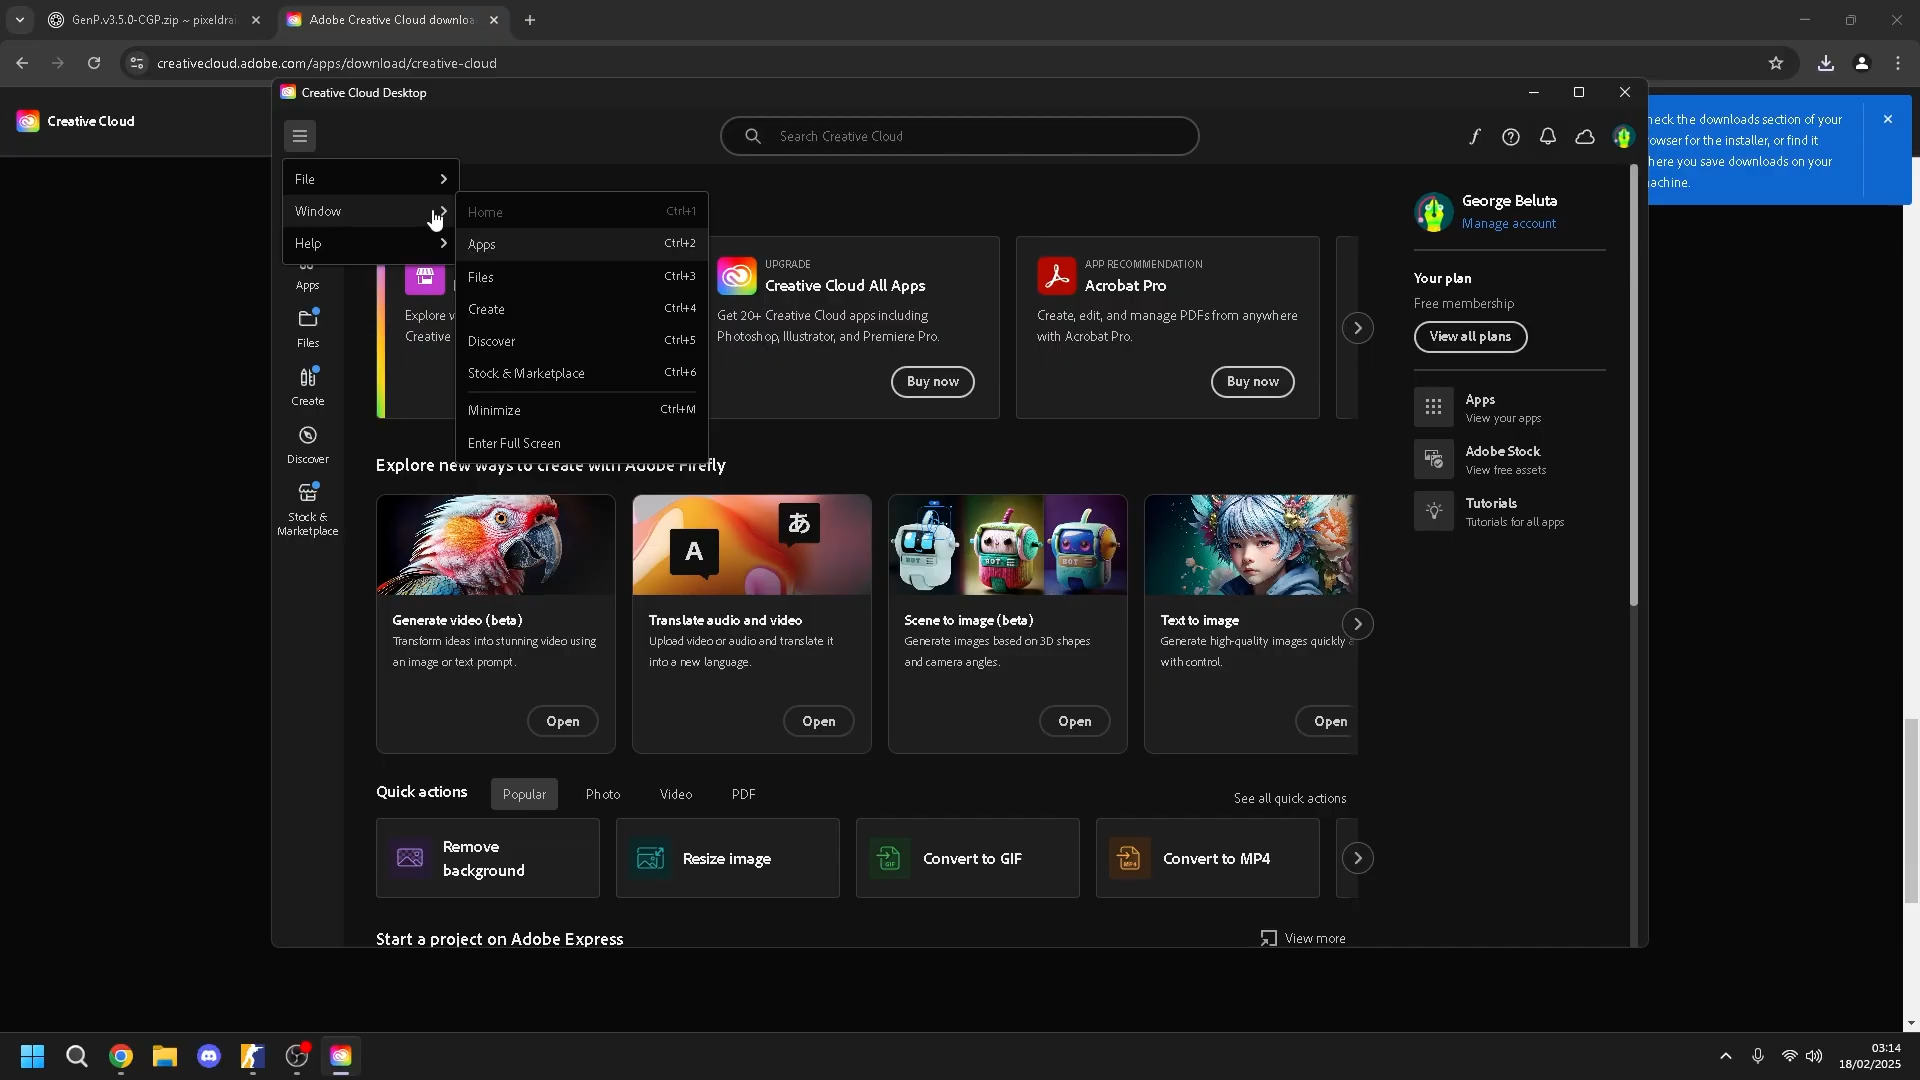 GenP.v3.5.0-CGP.zip ~ pixeldrai
Adobe Creative Cloud downloa
creativecloud.adobe.com/apps/download/creative-cloud
Creative Cloud
Creative Cloud Desktop
Search Creative Cloud
File
Window
Help
Home Ctrl+1
Apps Ctrl+2
Files Ctrl+3
Create Ctrl+4
Discover Ctrl+5
Stock & Marketplace Ctrl+6
Minimize Ctrl+M
Enter Full Screen
Apps
Files
Create
Discover
Stock &
Marketplace
Explore v
Creative
UPGRADE
Creative Cloud All Apps
Get 20+ Creative Cloud apps including
Photoshop, Illustrator, and Premiere Pro.
Buy now
APP RECOMMENDATION
Acrobat Pro
Create, edit, and manage PDFs from anywhere
with Acrobat Pro.
Buy now
George Beluta
Manage account
Your plan
Free membership
View all plans
Apps
View your apps
Adobe Stock
View free assets
Tutorials
Tutorials for all apps
heck the downloads section of your
owser for the installer, or find it
here you save downloads on your
achine.
Explore new ways to create with Adobe Firefly
A
あ
BOT
BOT
BOT
Generate video (beta)
Transform ideas into stunning video using
an image or text prompt.
Open
Translate audio and video
Upload video or audio and translate it
into a new language.
Open
Scene to image (beta)
Generate images based on 3D shapes
and camera angles.
Open
Text to image
Generate high-quality images quickly a
with control.
Open
Quick actions
Popular
Photo
Video
PDF
See all quick actions
Remove
background
Resize image
GIF
Convert to GIF
MP4
Convert to MP4
Start a project on Adobe Express
View more
03:14
18/02/2025